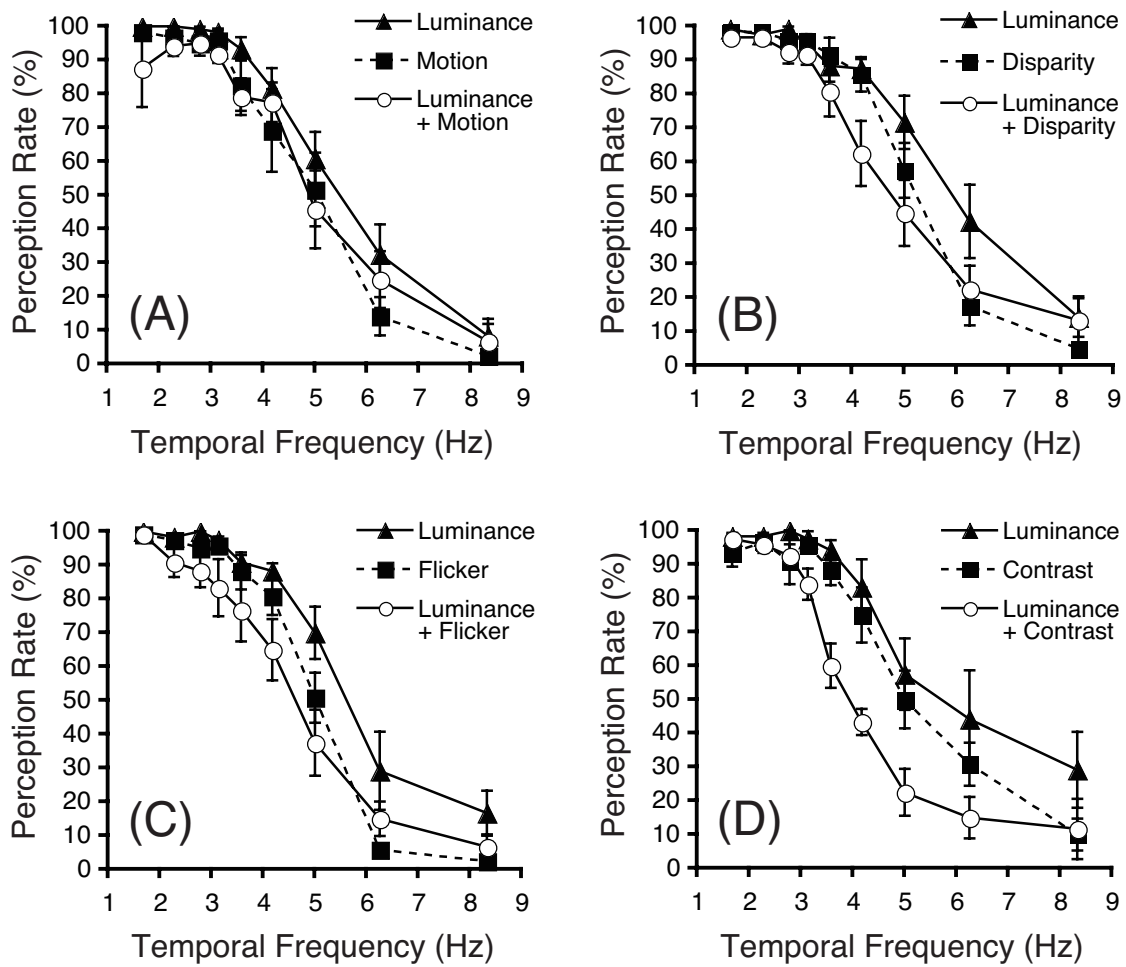 Perception Rate (%)
100
90
80
70
60
50
40
30
20
10
0
Luminance
Motion
Luminance
+ Motion
(A)
1 2 3 4 5 6 7 8 9
Temporal Frequency (Hz)
Perception Rate (%)
100
90
80
70
60
50
40
30
20
10
0
Luminance
Disparity
Luminance
+ Disparity
(B)
1 2 3 4 5 6 7 8 9
Temporal Frequency (Hz)
Perception Rate (%)
100
90
80
70
60
50
40
30
20
10
0
Luminance
Flicker
Luminance
+ Flicker
(C)
1 2 3 4 5 6 7 8 9
Temporal Frequency (Hz)
Perception Rate (%)
100
90
80
70
60
50
40
30
20
10
0
Luminance
Contrast
Luminance
+ Contrast
(D)
1 2 3 4 5 6 7 8 9
Temporal Frequency (Hz)